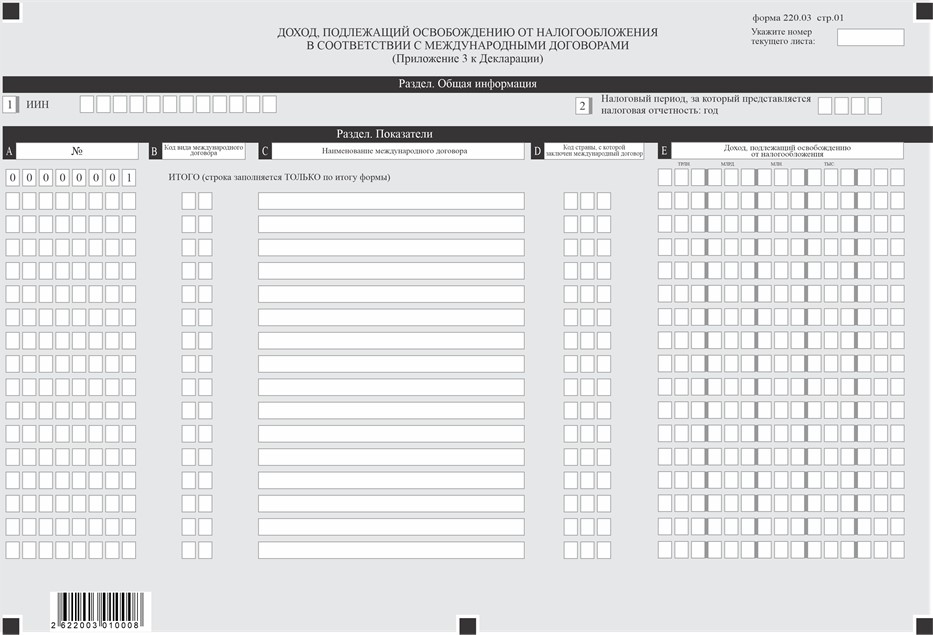 форма 220.03 стр.01
ДОХОД, ПОДЛЕЖАЩИЙ ОСВОБОЖДЕНИЮ ОТ НАЛОГООБЛОЖЕНИЯ
В СООТВЕТСТВИИ С МЕЖДУНАРОДНЫМИ ДОГОВОРАМИ
(Приложение 3 к Декларации)
Укажите номер
текущего листа:
Раздел. Общая информация
1 ИИН
2 Налоговый период, за который представляется
налоговая отчетность: год
Раздел. Показатели
A №
B Код вида международного
договора
C Наименование международного договора
D Код страны, с которой
заключен международный договор
E Доход, подлежащий освобождению
от налогообложения
ТРЛН МЛРД МЛН ТЫС
0 0 0 0 0 0 0 1 ИТОГО (строка заполняется ТОЛЬКО по итогу формы)
2 622003 010008